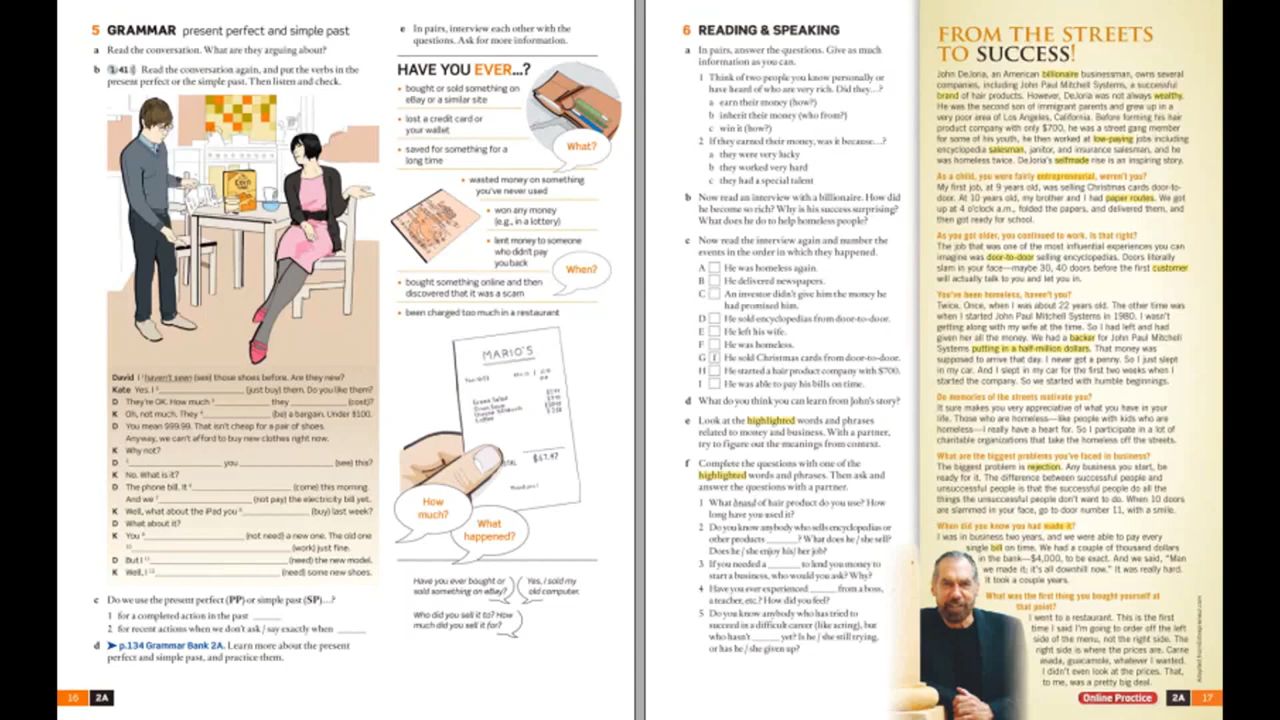 5 GRAMMAR present perfect and simple past
a Read the conversation. What are they arguing about?
b 1 41 Read the conversation again, and put the verbs in the
present perfect or the simple past. Then listen and check.
David I ¹ haven't seen (see) those shoes before. Are they new?
Kate Yes. I ²____________ (just buy) them. Do you like them?
D They're OK. How much ³____________ they ____________ (cost)?
K Oh, not much. They ⁴____________ (be) a bargain. Under $100.
D You mean $99.99. That isn't cheap for a pair of shoes.
Anyway, we can't afford to buy new clothes right now.
K Why not?
D ⁵____________ you ____________ (see) this?
K No. What is it?
D The phone bill. It ⁶____________ (come) this morning.
And we ⁷____________ (not pay) the electricity bill yet.
K Well, what about the iPad you ⁸____________ (buy) last week?
D What about it?
K You ⁹____________ (not need) a new one. The old one
¹⁰____________ (work) just fine.
D But I ¹¹____________ (need) the new model.
K Well, I ¹²____________ (need) some new shoes.
c Do we use the present perfect (PP) or simple past (SP)...?
1 for a completed action in the past ______
2 for recent actions when we don't ask / say exactly when ______
d ➤ p.134 Grammar Bank 2A. Learn more about the present
perfect and simple past, and practice them.
16 2A
e In pairs, interview each other with the
questions. Ask for more information.
HAVE YOU EVER...?
• bought or sold something on
eBay or a similar site
• lost a credit card or
your wallet
• saved for something for a
long time
What?
• wasted money on something
you've never used
• won any money
(e.g., in a lottery)
• lent money to someone
who didn't pay
you back
When?
• bought something online and then
discovered that it was a scam
• been charged too much in a restaurant
MARIO'S
$67.47
How
much?
What
happened?
Have you ever bought or
sold something on eBay?
Yes, I sold my
old computer.
Who did you sell it to? How
much did you sell it for?
6 READING & SPEAKING
a In pairs, answer the questions. Give as much
information as you can.
1 Think of two people you know personally or
have heard of who are very rich. Did they...?
a earn their money (how?)
b inherit their money (who from?)
c win it (how?)
2 If they earned their money, was it because...?
a they were very lucky
b they worked very hard
c they had a special talent
b Now read an interview with a billionaire. How did
he become so rich? Why is his success surprising?
What does he do to help homeless people?
c Now read the interview again and number the
events in the order in which they happened.
A He was homeless again.
B He delivered newspapers.
C An investor didn't give him the money he
had promised him.
D He sold encyclopedias from door-to-door.
E He left his wife.
F He was homeless.
G 1 He sold Christmas cards from door-to-door.
H He started a hair product company with $700.
I He was able to pay his bills on time.
d What do you think you can learn from John's story?
e Look at the highlighted words and phrases
related to money and business. With a partner,
try to figure out the meanings from context.
f Complete the questions with one of the
highlighted words and phrases. Then ask and
answer the questions with a partner.
1 What brand of hair product do you use? How
long have you used it?
2 Do you know anybody who sells encyclopedias or
other products ______? What does he / she sell?
Does he / she enjoy his/ her job?
3 If you needed a ______ to lend you money to
start a business, who would you ask? Why?
4 Have you ever experienced ______ from a boss,
a teacher, etc.? How did you feel?
5 Do you know anybody who has tried to
succeed in a difficult career (like acting), but
who hasn't ______ yet? Is he / she still trying,
or has he / she given up?
FROM THE STREETS
TO SUCCESS!
John DeJoria, an American billionaire businessman, owns several
companies, including John Paul Mitchell Systems, a successful
brand of hair products. However, DeJoria was not always wealthy.
He was the second son of immigrant parents and grew up in a
very poor area of Los Angeles, California. Before forming his hair
product company with only $700, he was a street gang member
for some of his youth, he then worked at low-paying jobs including
encyclopedia salesman, janitor, and insurance salesman, and he
was homeless twice. DeJoria's selfmade rise is an inspiring story.
As a child, you were fairly entrepreneurial, weren't you?
My first job, at 9 years old, was selling Christmas cards door-to-
door. At 10 years old, my brother and I had paper routes. We got
up at 4 o'clock a.m., folded the papers, and delivered them, and
then got ready for school.
As you got older, you continued to work. Is that right?
The job that was one of the most influential experiences you can
imagine was door-to-door selling encyclopedias. Doors literally
slam in your face—maybe 30, 40 doors before the first customer
will actually talk to you and let you in.
You've been homeless, haven't you?
Twice. Once, when I was about 22 years old. The other time was
when I started John Paul Mitchell Systems in 1980. I wasn't
getting along with my wife at the time. So I had left and had
given her all the money. We had a backer for John Paul Mitchell
Systems putting in a half-million dollars. That money was
supposed to arrive that day. I never got a penny. So I just slept
in my car. And I slept in my car for the first two weeks when I
started the company. So we started with humble beginnings.
Do memories of the streets motivate you?
It sure makes you very appreciative of what you have in your
life. Those who are homeless—like people with kids who are
homeless—I really have a heart for. So I participate in a lot of
charitable organizations that take the homeless off the streets.
What are the biggest problems you've faced in business?
The biggest problem is rejection. Any business you start, be
ready for it. The difference between successful people and
unsuccessful people is that the successful people do all the
things the unsuccessful people don't want to do. When 10 doors
are slammed in your face, go to door number 11, with a smile.
When did you know you had made it?
I was in business two years, and we were able to pay every
single bill on time. We had a couple of thousand dollars
in the bank—$4,000, to be exact. And we said, "Man
we made it; it's all downhill now." It was really hard.
It took a couple years.
What was the first thing you bought yourself at
that point?
I went to a restaurant. This is the first
time I said I'm going to order off the left
side of the menu, not the right side. The
right side is where the prices are. Carne
asada, guacamole, whatever I wanted.
I didn't even look at the prices. That,
to me, was a pretty big deal.
Online Practice 2A 17